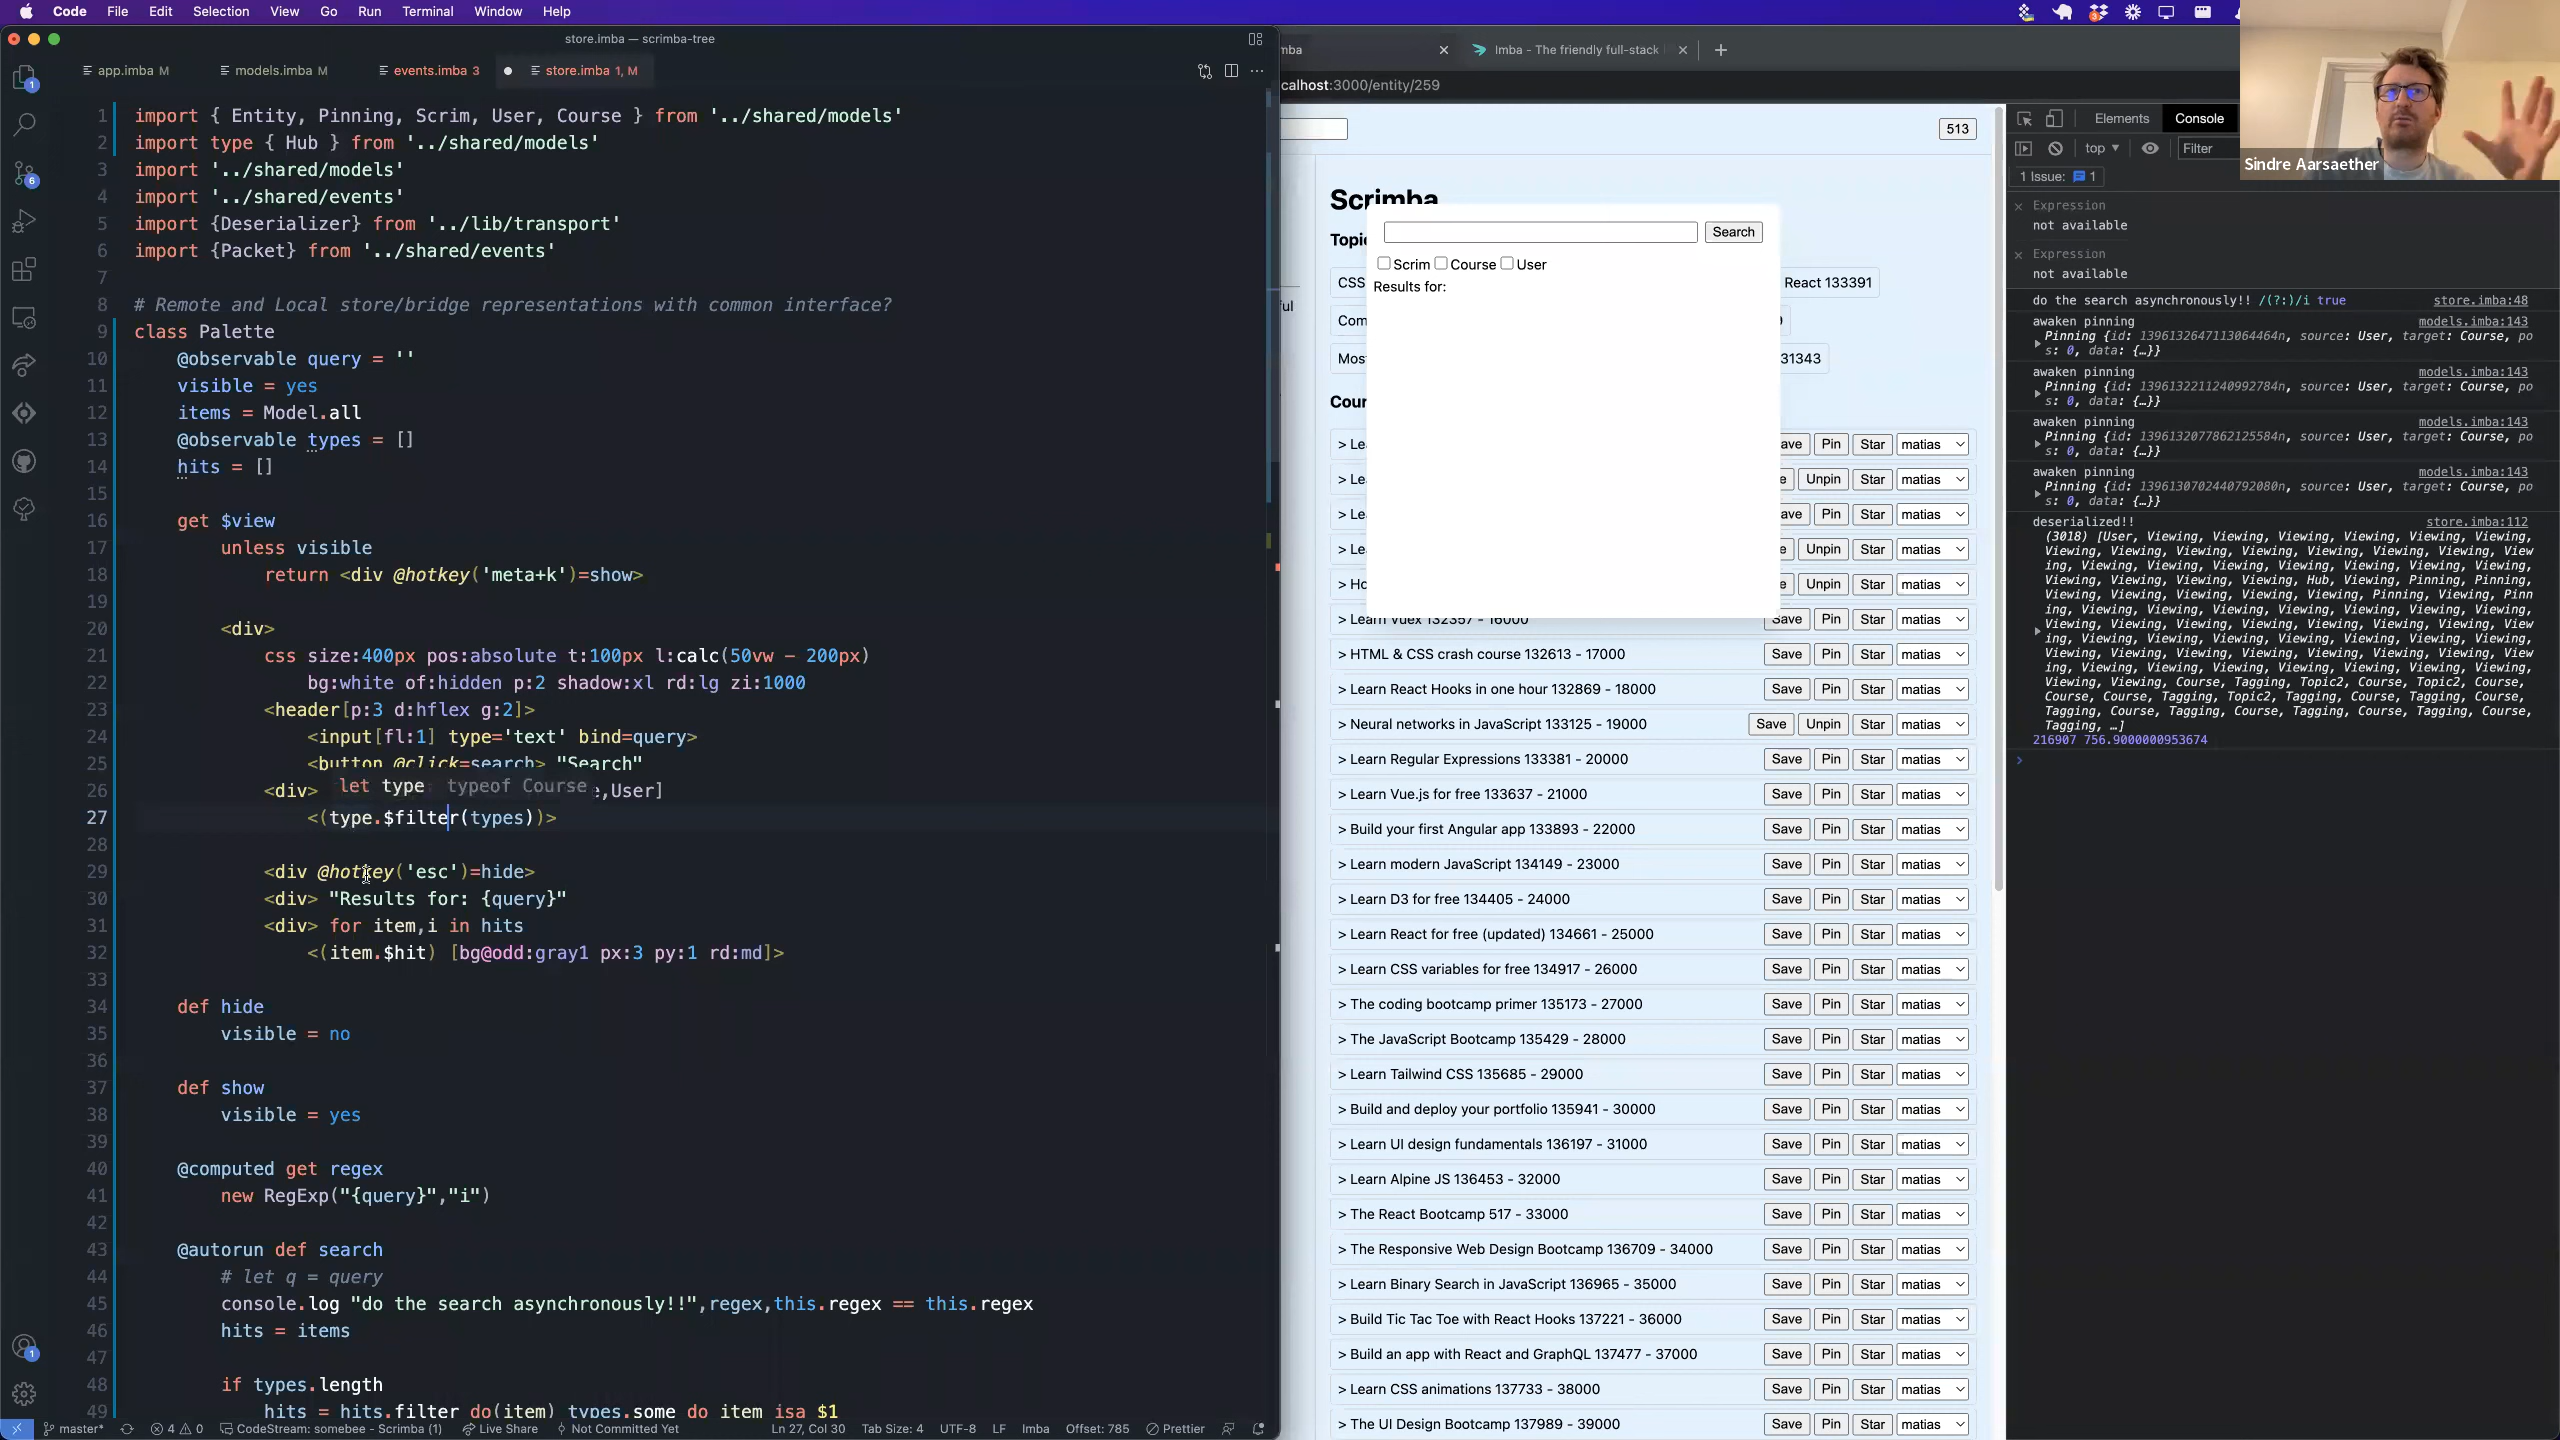 Code File Edit Selection View Go Run Terminal Window Help
store.imba — scrimba-tree
app.imba M
models.imba M
events.imba 3
store.imba 1, M
1 import { Entity, Pinning, Scrim, User, Course } from '../shared/models'
2 import type { Hub } from '../shared/models'
3 import '../shared/models'
4 import '../shared/events'
5 import {Deserializer} from '../lib/transport'
6 import {Packet} from '../shared/events'
7
8 # Remote and Local store/bridge representations with common interface?
9 class Palette
10 @observable query = ''
11 visible = yes
12 items = Model.all
13 @observable types = []
14 hits = []
15
16 get $view
17 unless visible
18 return <div @hotkey('meta+k')=show>
19
20 <div>
21 css size:400px pos:absolute t:100px l:calc(50vw - 200px)
22 bg:white of:hidden p:2 shadow:xl rd:lg zi:1000
23 <header[p:3 d:hflex g:2]>
24 <input[fl:1] type='text' bind=query>
25 <button @click=search> "Search"
let type typeof Course
26 <div> ,User]
27 <(type.$filter(types))>
28
29 <div @hotkey('esc')=hide>
30 <div> "Results for: {query}"
31 <div> for item,i in hits
32 <(item.$hit) [bg@odd:gray1 px:3 py:1 rd:md]>
33
34 def hide
35 visible = no
36
37 def show
38 visible = yes
39
40 @computed get regex
41 new RegExp("{query}","i")
42
43 @autorun def search
44 # let q = query
45 console.log "do the search asynchronously!!",regex,this.regex == this.regex
46 hits = items
47
48 if types.length
49 hits = hits.filter do(item) types.some do item isa $1
master* 4 0 CodeStream: somebee - Scrimba (1) Live Share Not Committed Yet Ln 27, Col 30 Tab Size: 4 UTF-8 LF Imba Offset: 785 Prettier
mba
Imba - The friendly full-stack
calhost:3000/entity/259
513
Scrimba
Search
Scrim Course User
Results for:
Topic
CSS
React 133391
Com
Mos
31343
Cour
> Le ave Pin Star matias
> Le e Unpin Star matias
> Le ave Pin Star matias
> Le e Unpin Star matias
> Ho e Unpin Star matias
> Learn Vuex 132357 - 16000 Save Pin Star matias
> HTML & CSS crash course 132613 - 17000 Save Pin Star matias
> Learn React Hooks in one hour 132869 - 18000 Save Pin Star matias
> Neural networks in JavaScript 133125 - 19000 Save Unpin Star matias
> Learn Regular Expressions 133381 - 20000 Save Pin Star matias
> Learn Vue.js for free 133637 - 21000 Save Pin Star matias
> Build your first Angular app 133893 - 22000 Save Pin Star matias
> Learn modern JavaScript 134149 - 23000 Save Pin Star matias
> Learn D3 for free 134405 - 24000 Save Pin Star matias
> Learn React for free (updated) 134661 - 25000 Save Pin Star matias
> Learn CSS variables for free 134917 - 26000 Save Pin Star matias
> The coding bootcamp primer 135173 - 27000 Save Pin Star matias
> The JavaScript Bootcamp 135429 - 28000 Save Pin Star matias
> Learn Tailwind CSS 135685 - 29000 Save Pin Star matias
> Build and deploy your portfolio 135941 - 30000 Save Pin Star matias
> Learn UI design fundamentals 136197 - 31000 Save Pin Star matias
> Learn Alpine JS 136453 - 32000 Save Pin Star matias
> The React Bootcamp 517 - 33000 Save Pin Star matias
> The Responsive Web Design Bootcamp 136709 - 34000 Save Pin Star matias
> Learn Binary Search in JavaScript 136965 - 35000 Save Pin Star matias
> Build Tic Tac Toe with React Hooks 137221 - 36000 Save Pin Star matias
> Build an app with React and GraphQL 137477 - 37000 Save Pin Star matias
> Learn CSS animations 137733 - 38000 Save Pin Star matias
> The UI Design Bootcamp 137989 - 39000 Save Pin Star matias
Elements Console
top Filter
1 Issue: 1
Expression
not available
Expression
not available
do the search asynchronously!! /(?:)/i true store.imba:48
awaken pinning models.imba:143
Pinning {id: 1396132647113064464n, source: User, target: Course, po
s: 0, data: {…}}
awaken pinning models.imba:143
Pinning {id: 1396132211240992784n, source: User, target: Course, po
s: 0, data: {…}}
awaken pinning models.imba:143
Pinning {id: 1396132077862125584n, source: User, target: Course, po
s: 0, data: {…}}
awaken pinning models.imba:143
Pinning {id: 1396130702440792080n, source: User, target: Course, po
s: 0, data: {…}}
deserialized!! store.imba:112
(3018) [User, Viewing, Viewing, Viewing, Viewing, Viewing, Viewing,
Viewing, Viewing, Viewing, Viewing, Viewing, Viewing, Viewing, View
ing, Viewing, Viewing, Viewing, Viewing, Viewing, Viewing, Viewing,
Viewing, Viewing, Viewing, Viewing, Hub, Viewing, Pinning, Pinning,
Viewing, Viewing, Viewing, Viewing, Viewing, Pinning, Viewing, Pinn
ing, Viewing, Viewing, Viewing, Viewing, Viewing, Viewing, Viewing,
Viewing, Viewing, Viewing, Viewing, Viewing, Viewing, Viewing, View
ing, Viewing, Viewing, Viewing, Viewing, Viewing, Viewing, Viewing,
Viewing, Viewing, Viewing, Viewing, Viewing, Viewing, Viewing, View
ing, Viewing, Viewing, Viewing, Viewing, Viewing, Viewing, Viewing,
Viewing, Viewing, Course, Tagging, Topic2, Course, Topic2, Course,
Course, Course, Tagging, Topic2, Tagging, Course, Tagging, Course,
Tagging, Course, Tagging, Course, Tagging, Course, Tagging, Course,
Tagging, …]
216907 756.9000000953674
Sindre Aarsaether